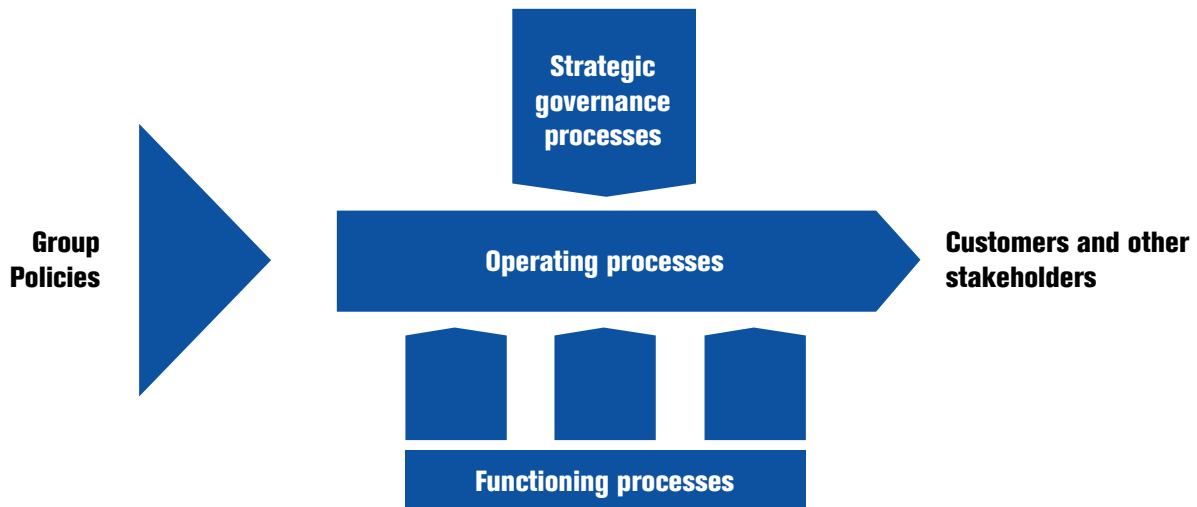 Strategic
governance
processes
Group
Policies
Operating processes
Customers and other
stakeholders
Functioning processes